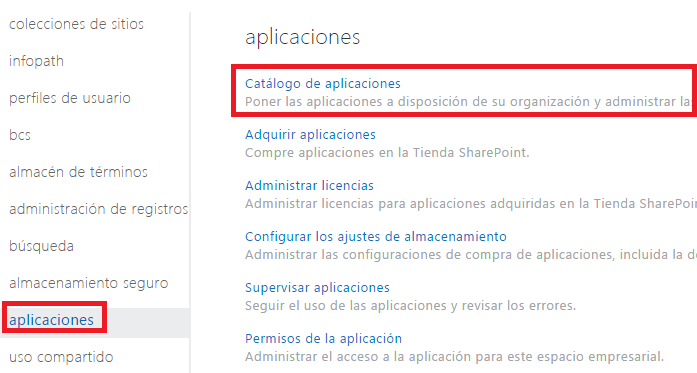 colecciones de sitios
infopath
perfiles de usuario
bcs
almacén de términos
administración de registros
búsqueda
almacenamiento seguro
aplicaciones
uso compartido
aplicaciones
Catálogo de aplicaciones
Poner las aplicaciones a disposición de su organización y administrar la
Adquirir aplicaciones
Compre aplicaciones en la Tienda SharePoint.
Administrar licencias
Administrar licencias para aplicaciones adquiridas en la Tienda SharePoin
Configurar los ajustes de almacenamiento
Administrar las configuraciones de compra de aplicaciones, incluida la d
Supervisar aplicaciones
Seguir el uso de las aplicaciones y revisar los errores.
Permisos de la aplicación
Administrar el acceso a la aplicación para este espacio empresarial.